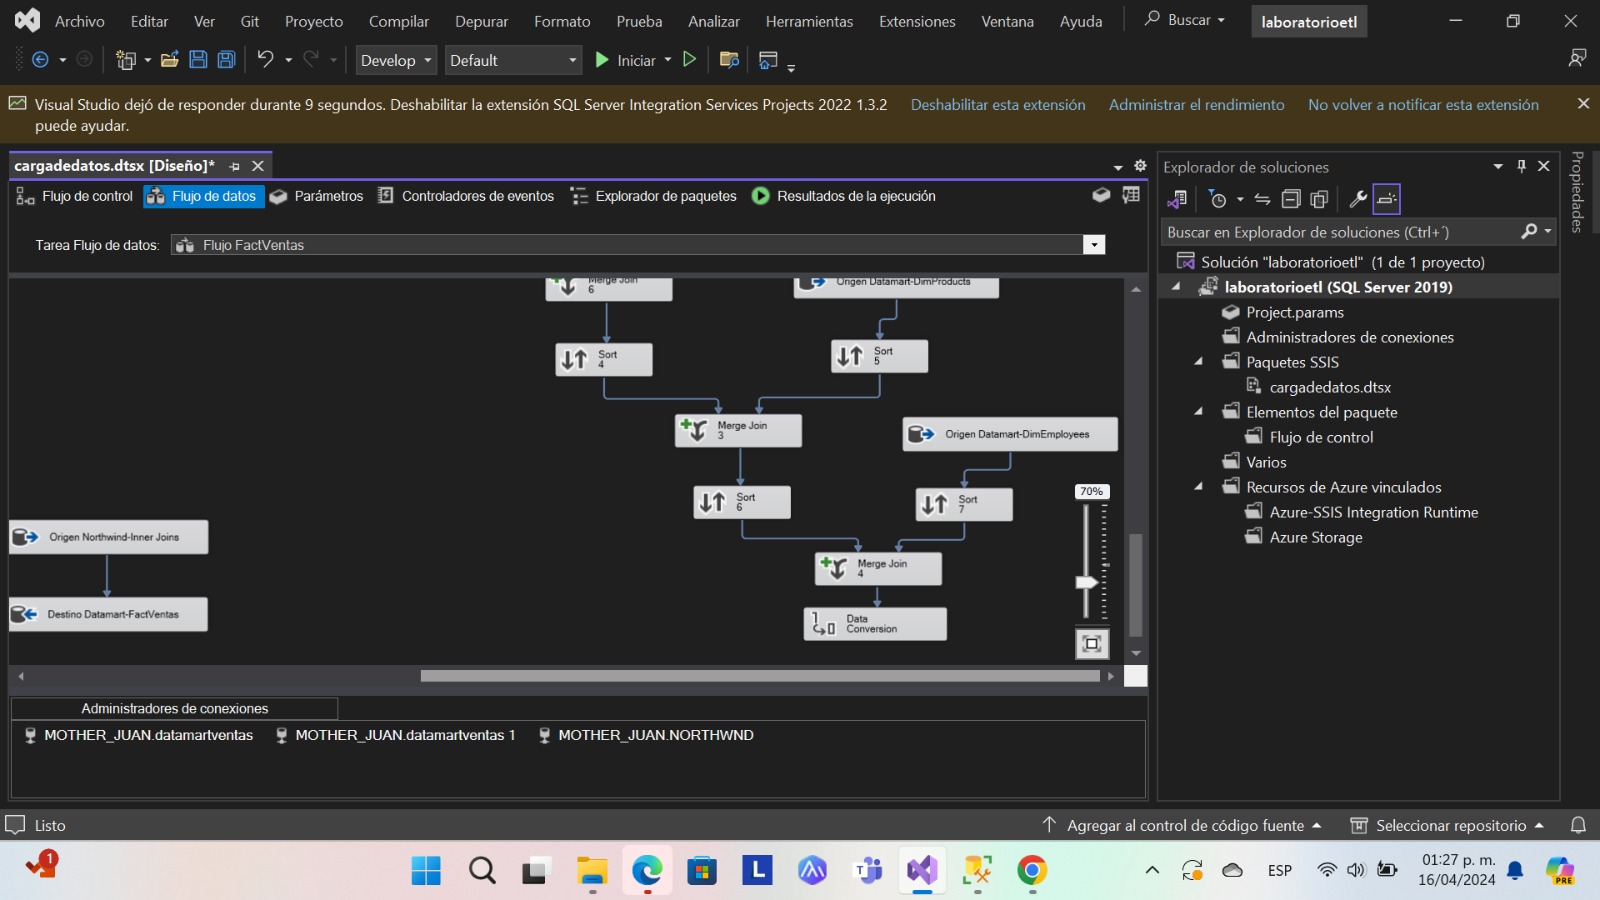 Archivo Editar Ver Git Proyecto Compilar Depurar Formato Prueba Analizar Herramientas Extensiones Ventana Ayuda Buscar laboratorioetl
Develop Default Iniciar
Visual Studio dejó de responder durante 9 segundos. Deshabilitar la extensión SQL Server Integration Services Projects 2022 1.3.2
puede ayudar.
Deshabilitar esta extensión Administrar el rendimiento No volver a notificar esta extensión
cargadedatos.dtsx [Diseño]*
Flujo de control Flujo de datos Parámetros Controladores de eventos Explorador de paquetes Resultados de la ejecución
Tarea Flujo de datos: Flujo FactVentas
Merge Join
6
Origen Datamart-DimProducts
Sort
4
Sort
5
Merge Join
3
Origen Datamart-DimEmployees
Sort
6
Sort
7
70%
Origen Northwind-Inner Joins
Merge Join
4
Destino Datamart-FactVentas
Data
Conversion
Administradores de conexiones
MOTHER_JUAN.datamartventas MOTHER_JUAN.datamartventas 1 MOTHER_JUAN.NORTHWND
Explorador de soluciones
Buscar en Explorador de soluciones (Ctrl+´)
Solución "laboratorioetl" (1 de 1 proyecto)
laboratorioetl (SQL Server 2019)
Project.params
Administradores de conexiones
Paquetes SSIS
cargadedatos.dtsx
Elementos del paquete
Flujo de control
Varios
Recursos de Azure vinculados
Azure-SSIS Integration Runtime
Azure Storage
Propiedades
Listo Agregar al control de código fuente Seleccionar repositorio
1
L
T
ESP
01:27 p. m.
16/04/2024
PRE